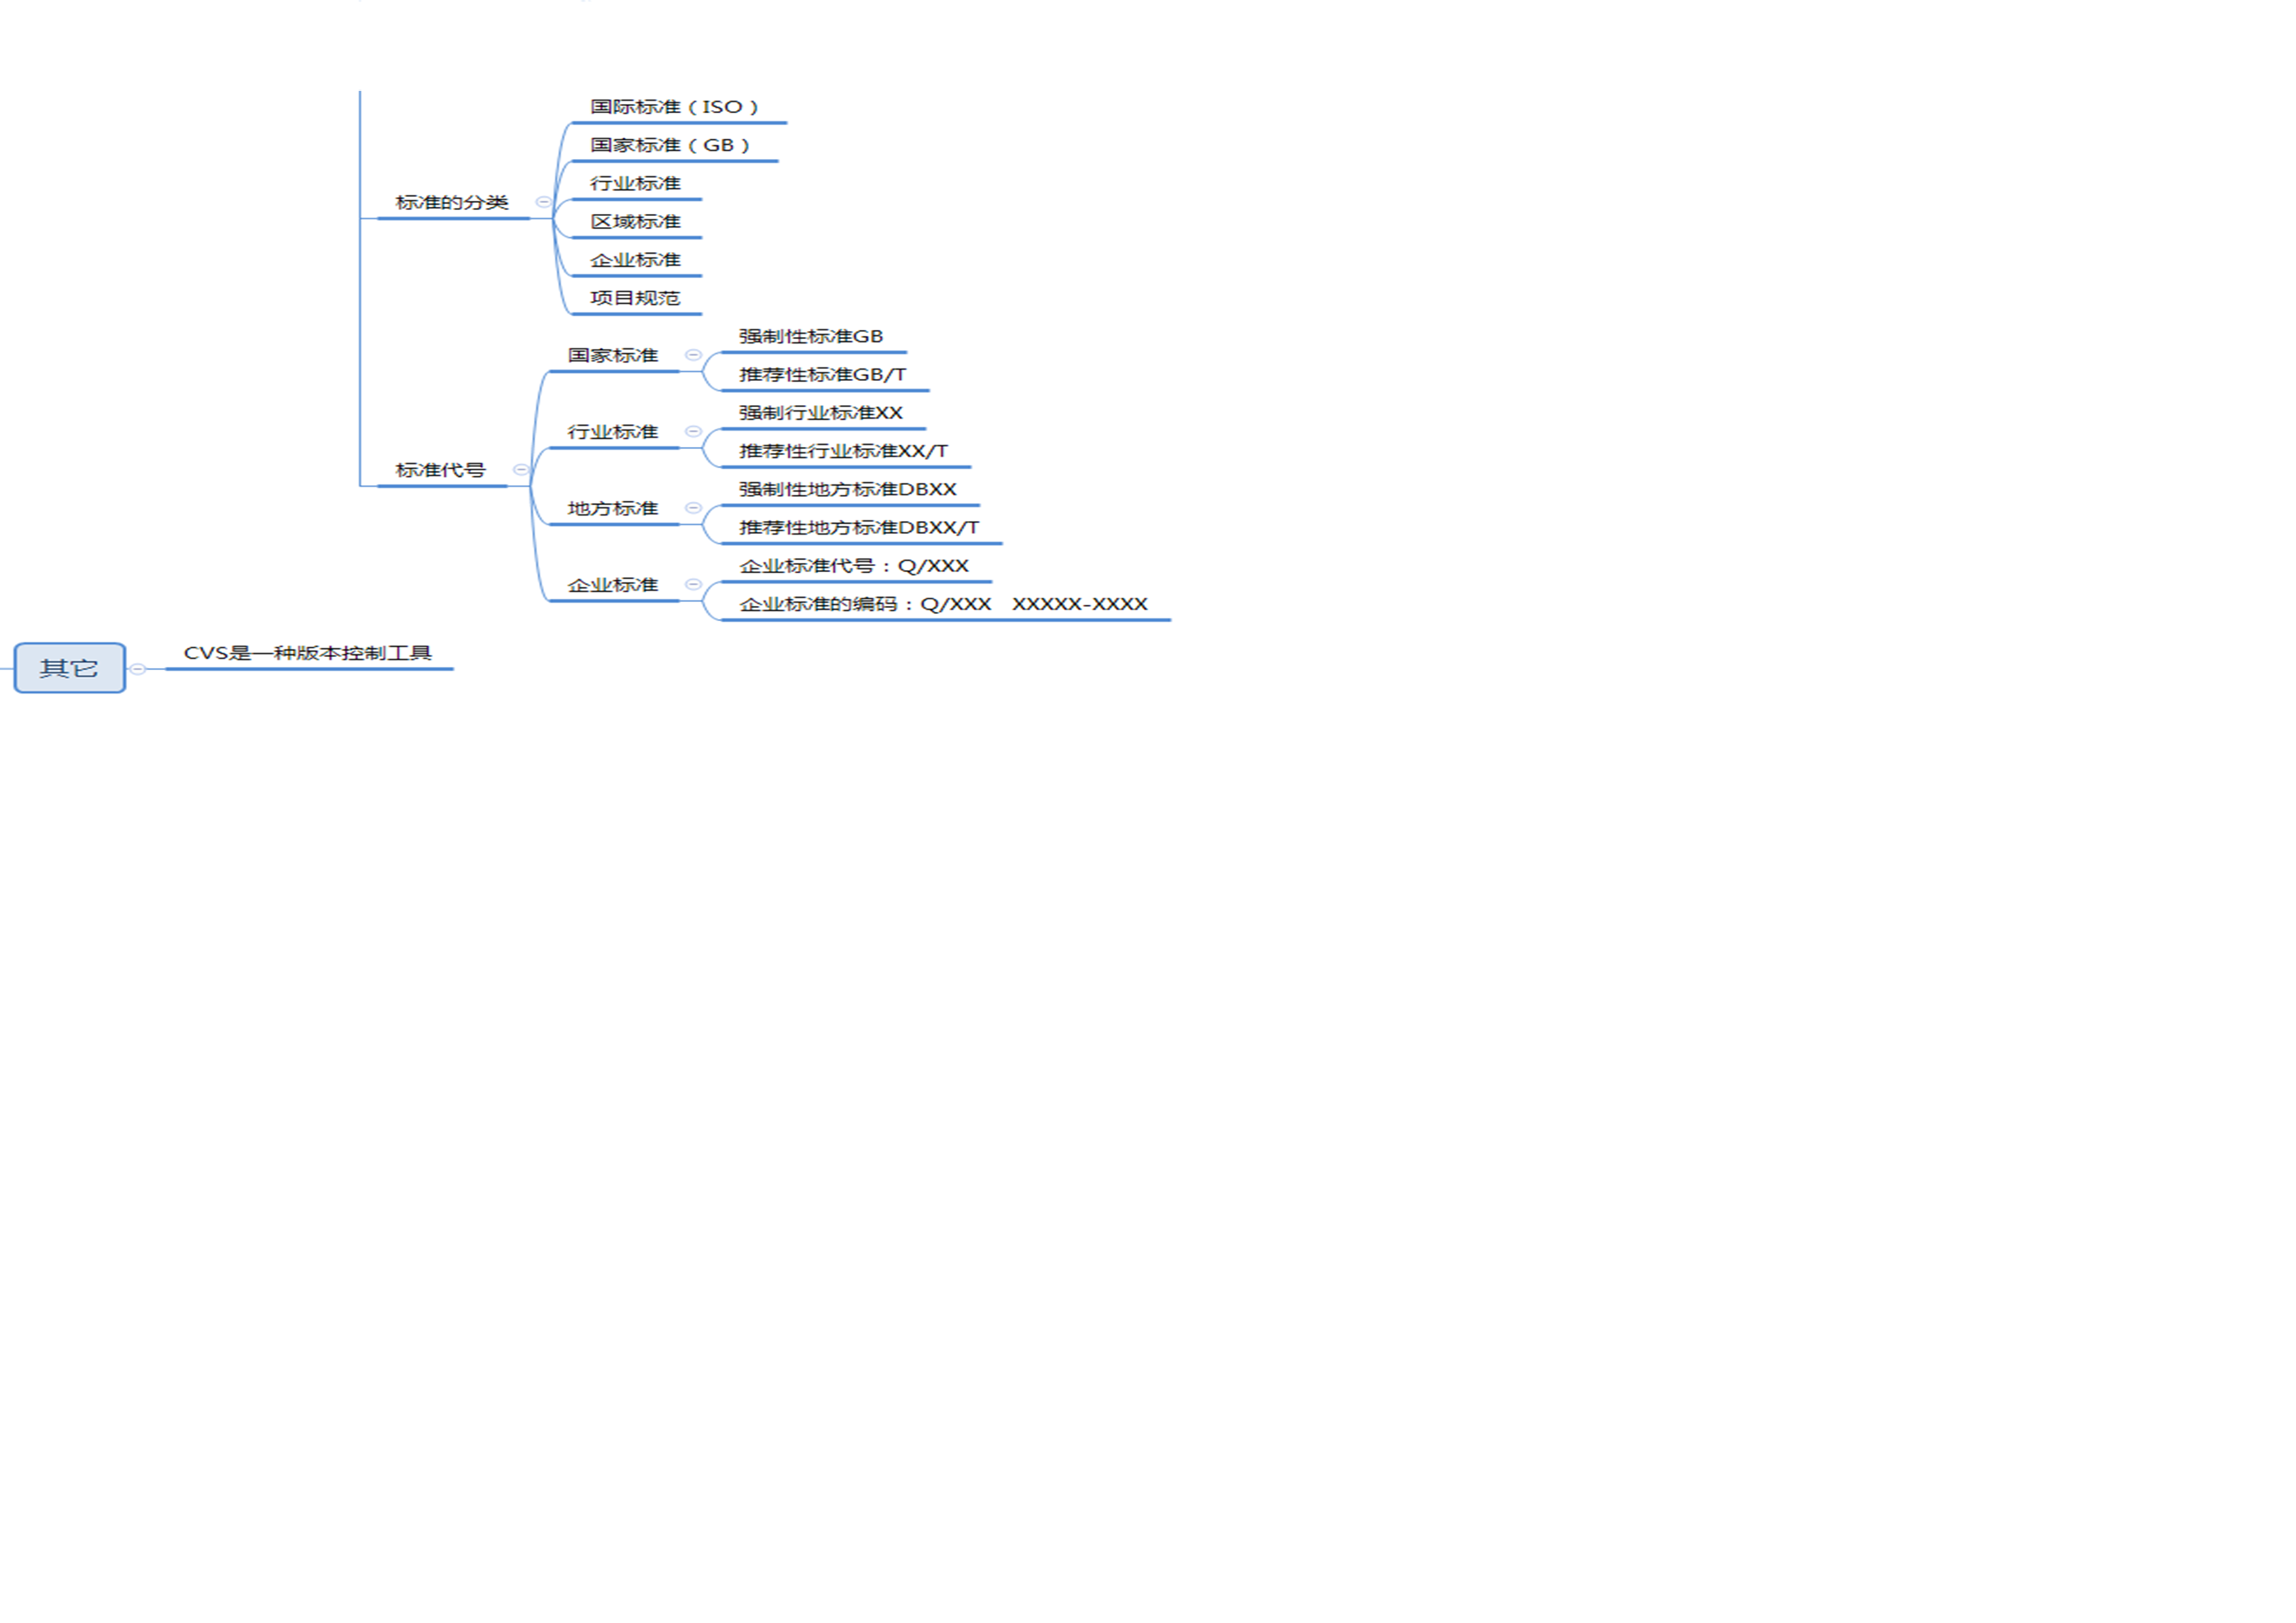 标准的分类
国际标准（ISO）
国家标准（GB）
行业标准
区域标准
企业标准
项目规范
标准代号
国家标准
强制性标准GB
推荐性标准GB/T
行业标准
强制行业标准XX
推荐性行业标准XX/T
地方标准
强制性地方标准DBXX
推荐性地方标准DBXX/T
企业标准
企业标准代号：Q/XXX
企业标准的编码：Q/XXX XXXXX-XXXX
其它
CVS是一种版本控制工具